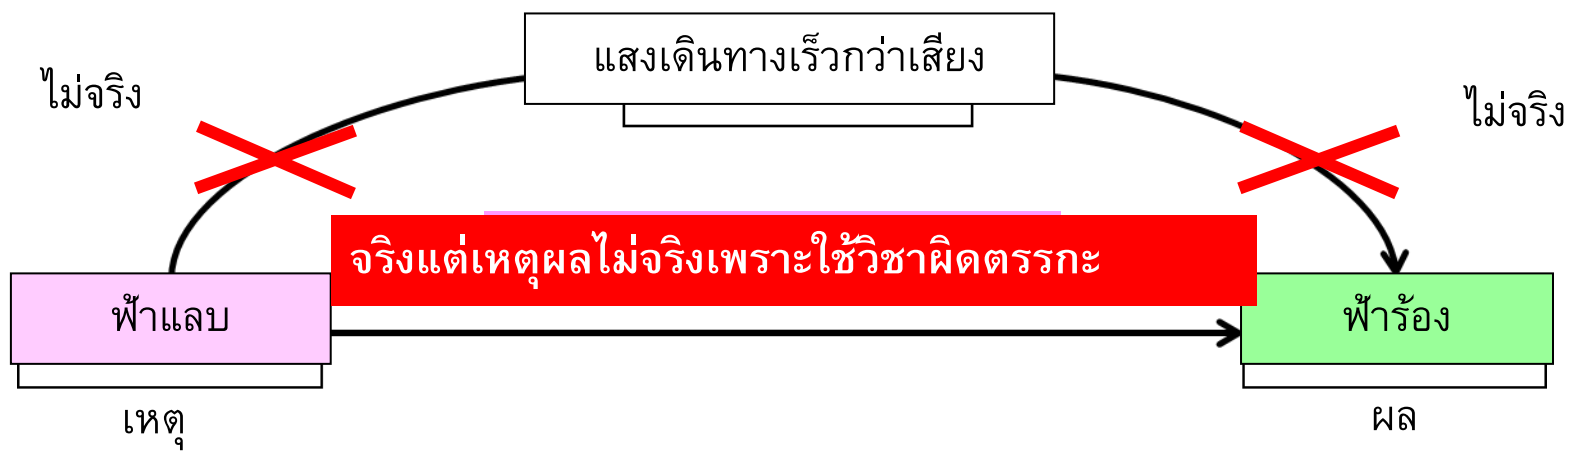 แสงเดินทางเร็วกว่าเสียง
ไม่จริง
ไม่จริง
จริงแต่เหตุผลไม่จริงเพราะใช้วิชาผิดตรรกะ
ฟ้าแลบ
ฟ้าร้อง
เหตุ
ผล